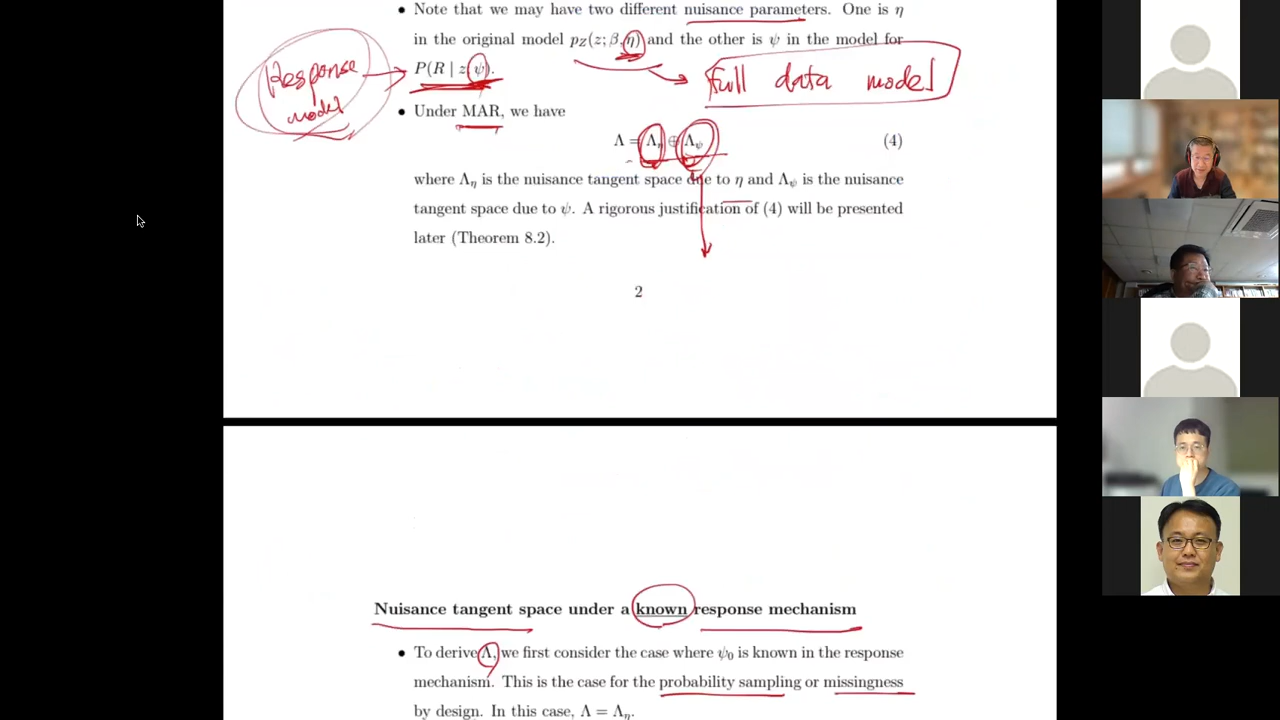 • Note that we may have two different nuisance parameters. One is η
in the original model p_Z(z; β, η) and the other is ψ in the model for
P(R | z; ψ).
Response
model
full data model
• Under MAR, we have
Λ = Λ_η ⊕ Λ_ψ (4)
where Λ_η is the nuisance tangent space due to η and Λ_ψ is the nuisance
tangent space due to ψ. A rigorous justification of (4) will be presented
later (Theorem 8.2).
2
Nuisance tangent space under a known response mechanism
• To derive Λ, we first consider the case where ψ_0 is known in the response
mechanism. This is the case for the probability sampling or missingness
by design. In this case, Λ = Λ_η.